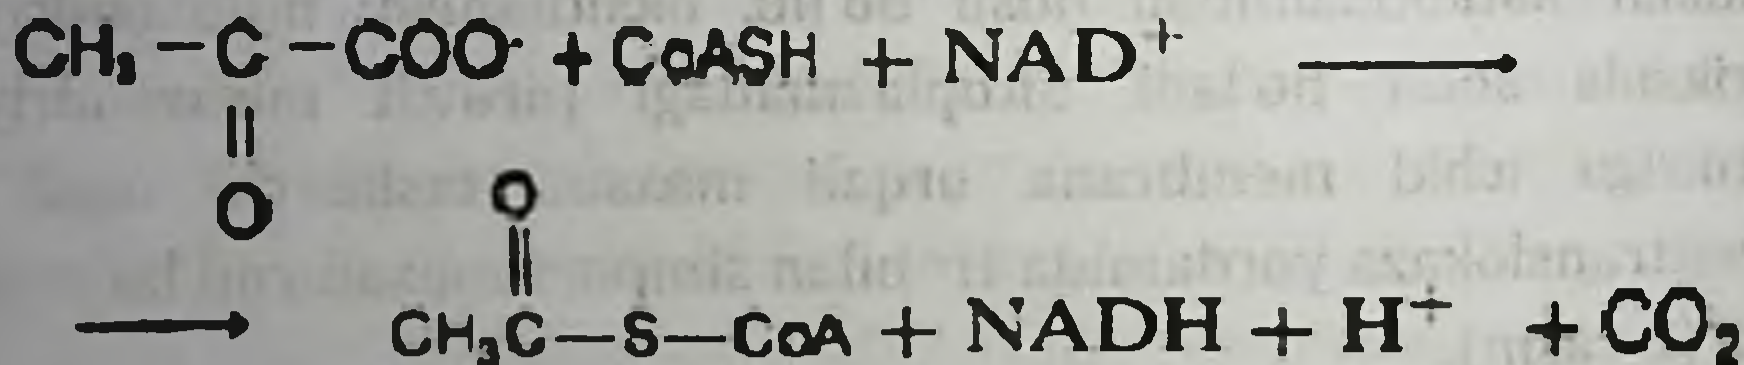 CH₃ – C – COO⁻ + CoASH + NAD⁺ ⟶
||
O
O
||
⟶ CH₃C—S—CoA + NADH + H⁺ + CO₂